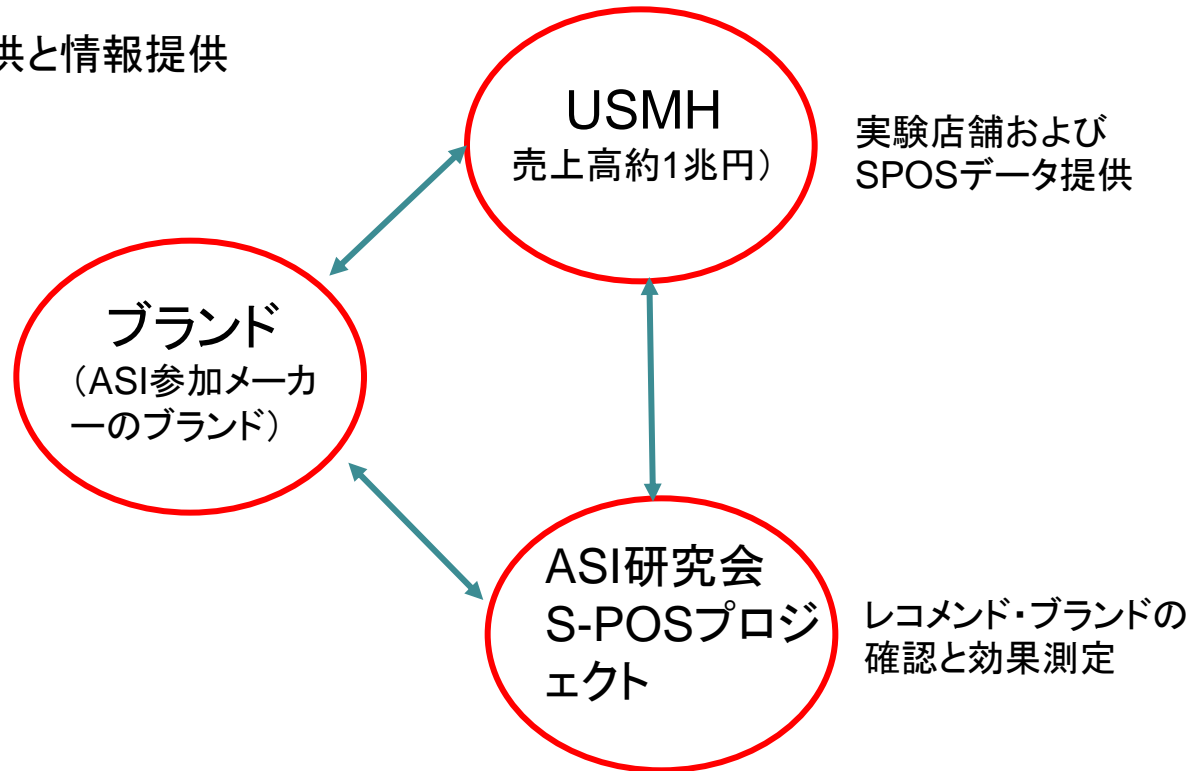 供と情報提供
USMH
売上高約1兆円）
実験店舗および
SPOSデータ提供
ブランド
（ASI参加メーカ
ーのブランド）
ASI研究会
S-POSプロジ
ェクト
レコメンド・ブランドの
確認と効果測定